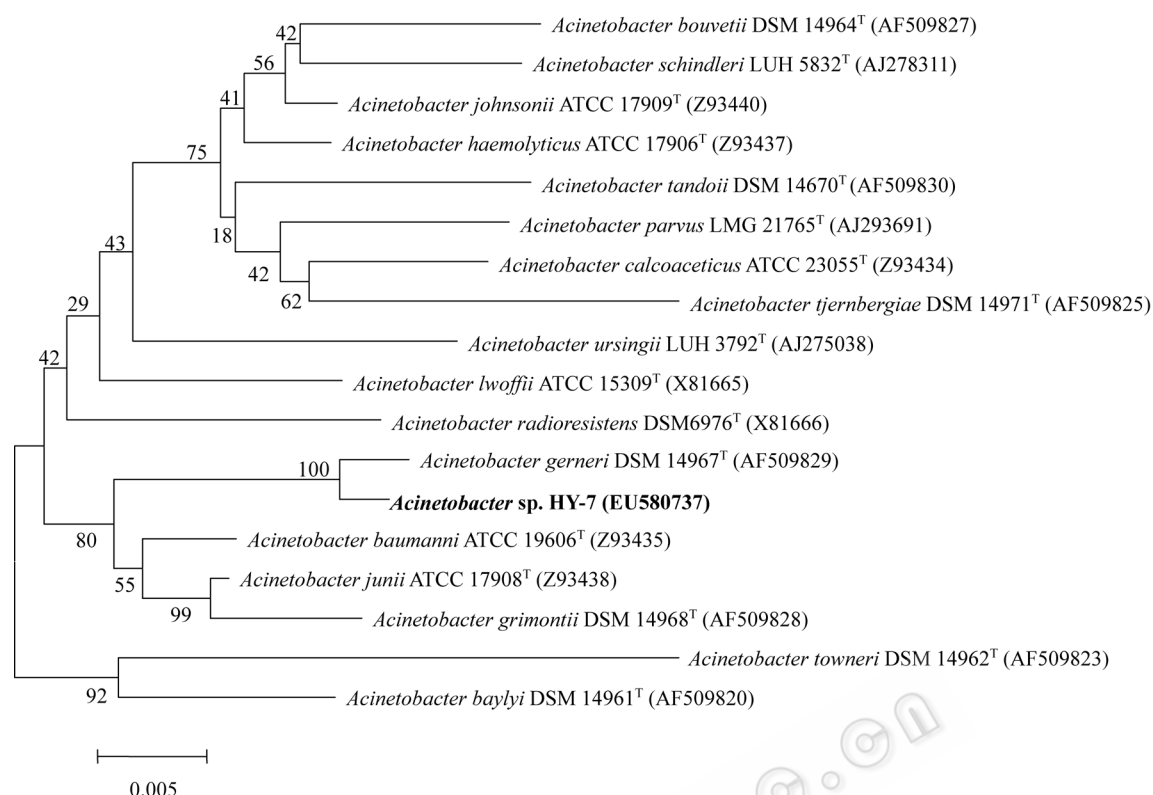 42
Acinetobacter bouvetii DSM 14964ᵀ (AF509827)
56
Acinetobacter schindleri LUH 5832ᵀ (AJ278311)
41
Acinetobacter johnsonii ATCC 17909ᵀ (Z93440)
75
Acinetobacter haemolyticus ATCC 17906ᵀ (Z93437)
Acinetobacter tandoii DSM 14670ᵀ (AF509830)
18
Acinetobacter parvus LMG 21765ᵀ (AJ293691)
43
42
Acinetobacter calcoaceticus ATCC 23055ᵀ (Z93434)
62
Acinetobacter tjernbergiae DSM 14971ᵀ (AF509825)
29
Acinetobacter ursingii LUH 3792ᵀ (AJ275038)
42
Acinetobacter lwoffii ATCC 15309ᵀ (X81665)
Acinetobacter radioresistens DSM6976ᵀ (X81666)
100
Acinetobacter gerneri DSM 14967ᵀ (AF509829)
Acinetobacter sp. HY-7 (EU580737)
80
Acinetobacter baumanni ATCC 19606ᵀ (Z93435)
55
Acinetobacter junii ATCC 17908ᵀ (Z93438)
99
Acinetobacter grimontii DSM 14968ᵀ (AF509828)
Acinetobacter towneri DSM 14962ᵀ (AF509823)
92
Acinetobacter baylyi DSM 14961ᵀ (AF509820)
0.005